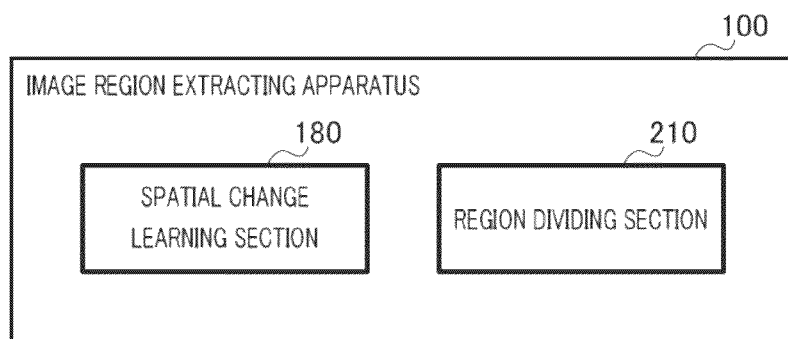 100
IMAGE REGION EXTRACTING APPARATUS
180
210
SPATIAL CHANGE
LEARNING SECTION
REGION DIVIDING SECTION